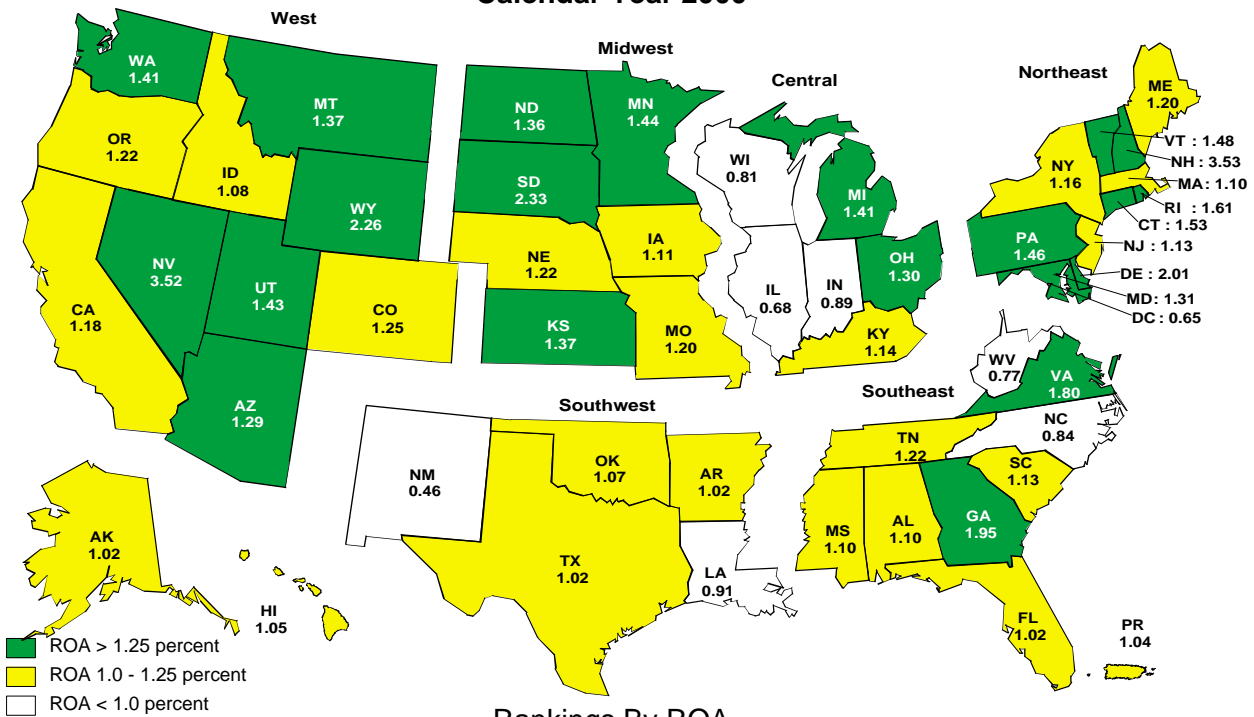 Calendar Year
West
Midwest
Central
Northeast
Southwest
Southeast
WA
1.41
OR
1.22
CA
1.18
NV
3.52
ID
1.08
MT
1.37
WY
2.26
UT
1.43
CO
1.25
AZ
1.29
AK
1.02
HI
1.05
ND
1.36
SD
2.33
NE
1.22
KS
1.37
MN
1.44
IA
1.11
MO
1.20
WI
0.81
IL
0.68
IN
0.89
MI
1.41
OH
1.30
KY
1.14
ME
1.20
NY
1.16
PA
1.46
VT : 1.48
NH : 3.53
MA : 1.10
RI : 1.61
CT : 1.53
NJ : 1.13
DE : 2.01
MD: 1.31
DC : 0.65
NM
0.46
OK
1.07
TX
1.02
AR
1.02
LA
0.91
WV
0.77
VA
1.80
NC
0.84
TN
1.22
SC
1.13
MS
1.10
AL
1.10
GA
1.95
FL
1.02
PR
1.04
ROA > 1.25 percent
ROA 1.0 - 1.25 percent
ROA < 1.0 percent
Rankings By ROA